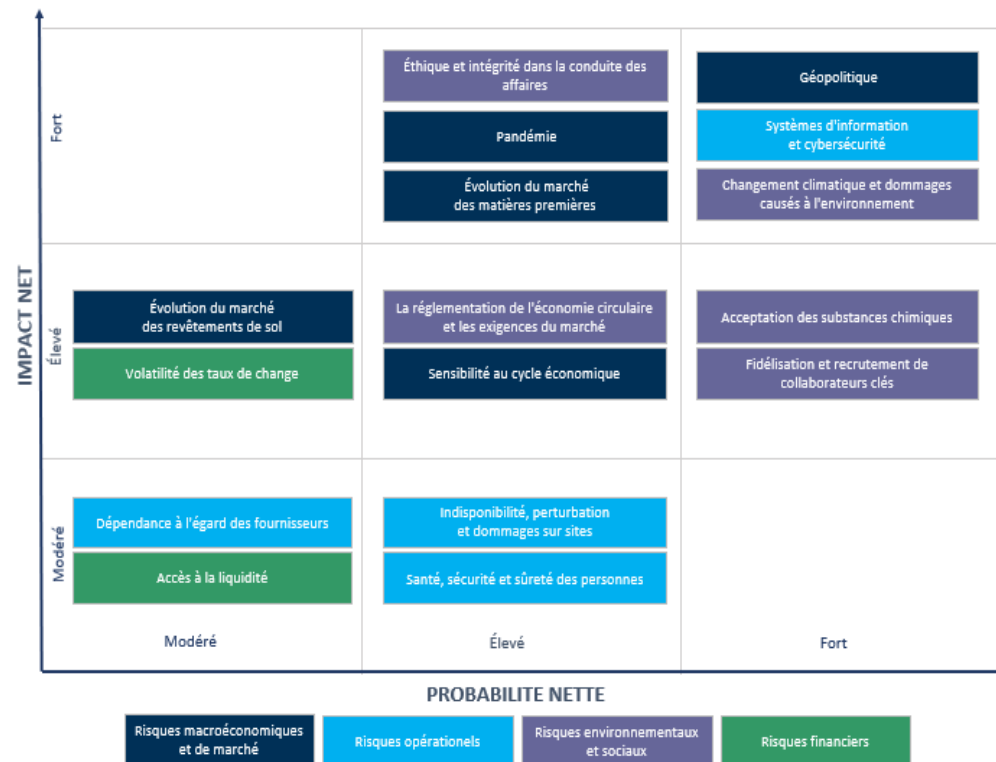 IMPACT NET
Fort
Éthique et intégrité dans la conduite des
affaires
Pandémie
Évolution du marché
des matières premières
Géopolitique
Systèmes d'information
et cybersécurité
Changement climatique et dommages
causés à l'environnement
Élevé
Évolution du marché
des revêtements de sol
Volatilité des taux de change
La réglementation de l'économie circulaire
et les exigences du marché
Sensibilité au cycle économique
Acceptation des substances chimiques
Fidélisation et recrutement de
collaborateurs clés
Modéré
Dépendance à l'égard des fournisseurs
Accès à la liquidité
Indisponibilité, perturbation
et dommages sur sites
Santé, sécurité et sûreté des personnes
Modéré
Élevé
Fort
PROBABILITE NETTE
Risques macroéconomiques
et de marché
Risques opérationels
Risques environnementaux
et sociaux
Risques financiers